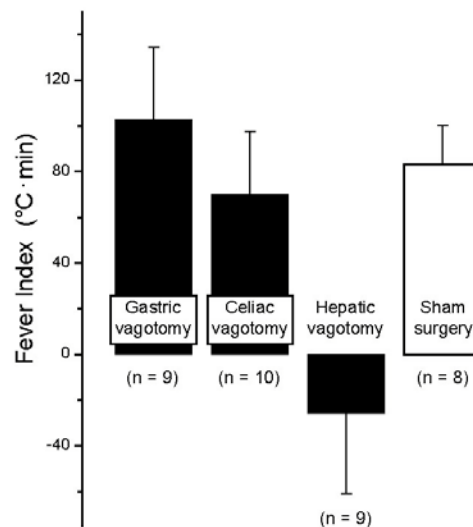 Fever Index (°C·min)
120
80
40
0
-40
Gastric
vagotomy
Celiac
vagotomy
Hepatic
vagotomy
Sham
surgery
(n = 9)
(n = 10)
(n = 8)
(n = 9)